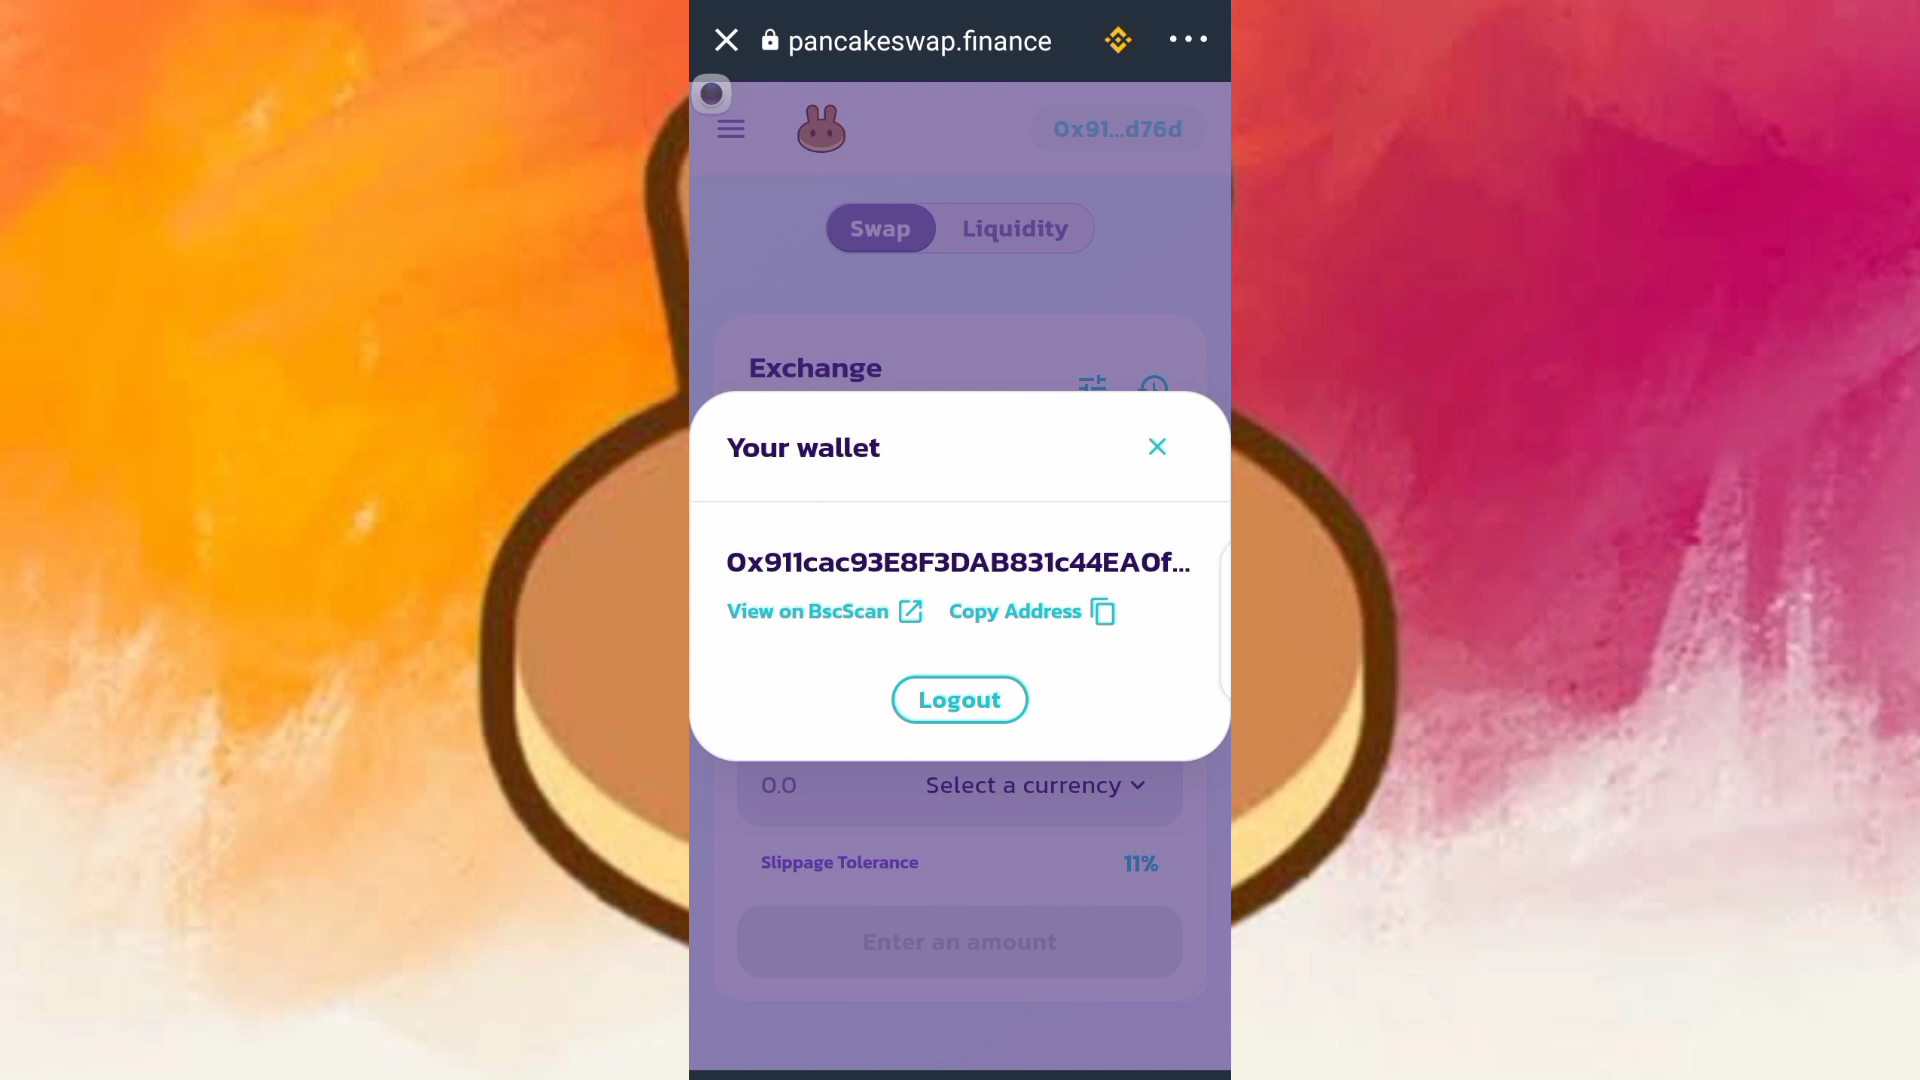 pancakeswap.finance
0x91...d76d
Swap Liquidity
Exchange
Your wallet
0x911cac93E8F3DAB831c44EA0f...
View on BscScan Copy Address
Logout
0.0 Select a currency
Slippage Tolerance 11%
Enter an amount